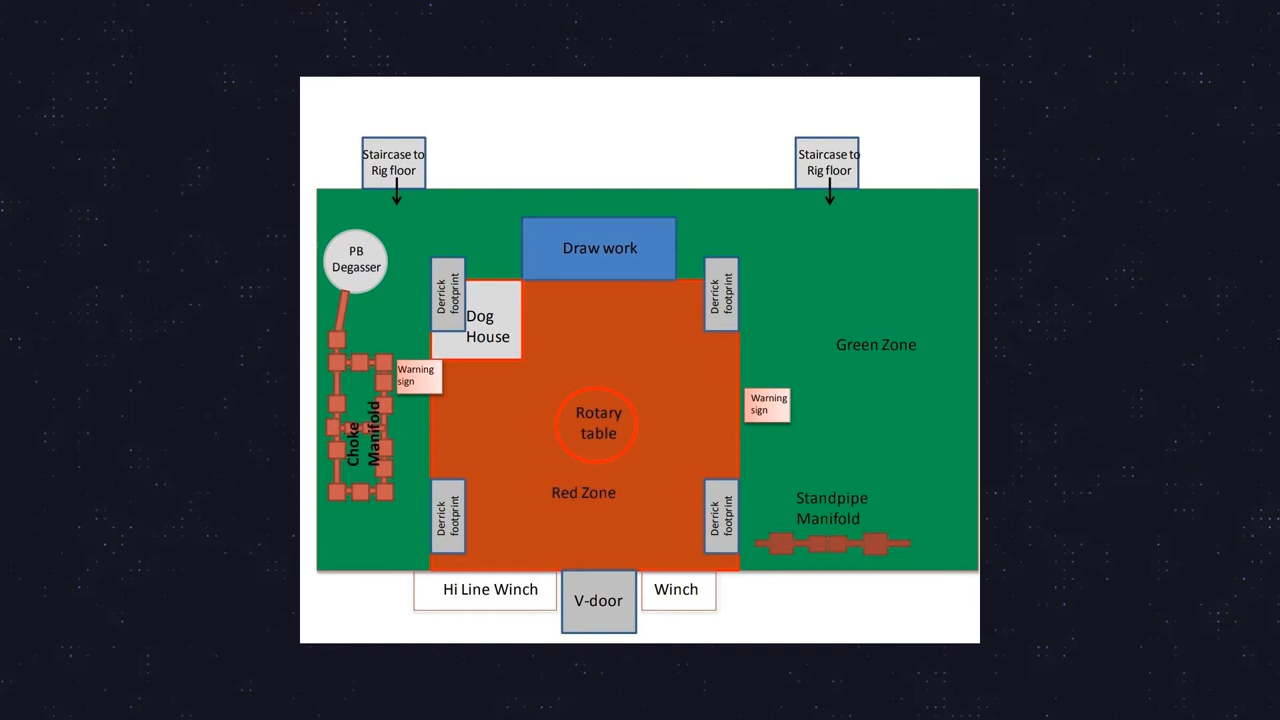 Staircase to
Rig floor
Staircase to
Rig floor
PB
Degasser
Draw work
Derrick
footprint
Derrick
footprint
Dog
House
Green Zone
Warning
sign
Warning
sign
Rotary
table
Choke
Manifold
Red Zone
Derrick
footprint
Derrick
footprint
Standpipe
Manifold
Hi Line Winch
V-door
Winch